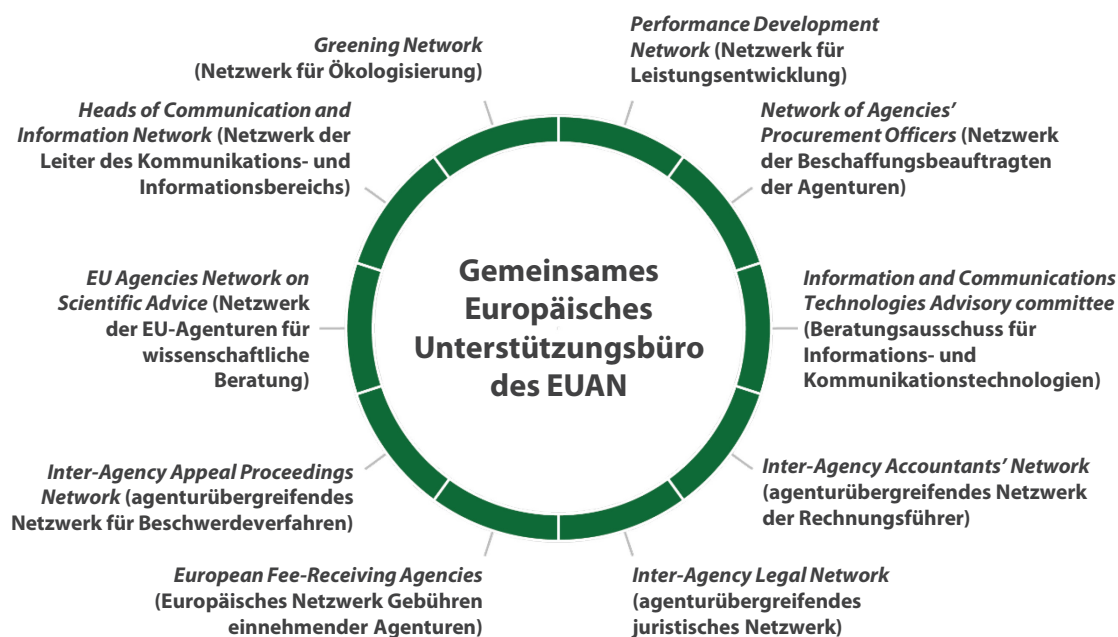 Performance Development
Network (Netzwerk für
Leistungsentwicklung)
Network of Agencies’
Procurement Officers (Netzwerk
der Beschaffungsbeauftragten
der Agenturen)
Information and Communications
Technologies Advisory committee
(Beratungsausschuss für
Informations- und
Kommunikationstechnologien)
Inter-Agency Accountants’ Network
(agenturübergreifendes Netzwerk
der Rechnungsführer)
Inter-Agency Legal Network
(agenturübergreifendes
juristisches Netzwerk)
European Fee-Receiving Agencies
(Europäisches Netzwerk Gebühren
einnehmender Agenturen)
Inter-Agency Appeal Proceedings
Network (agenturübergreifendes
Netzwerk für Beschwerdeverfahren)
EU Agencies Network on
Scientific Advice (Netzwerk
der EU-Agenturen für
wissenschaftliche
Beratung)
Heads of Communication and
Information Network (Netzwerk der
Leiter des Kommunikations- und
Informationsbereichs)
Greening Network
(Netzwerk für Ökologisierung)
Gemeinsames
Europäisches
Unterstützungsbüro
des EUAN